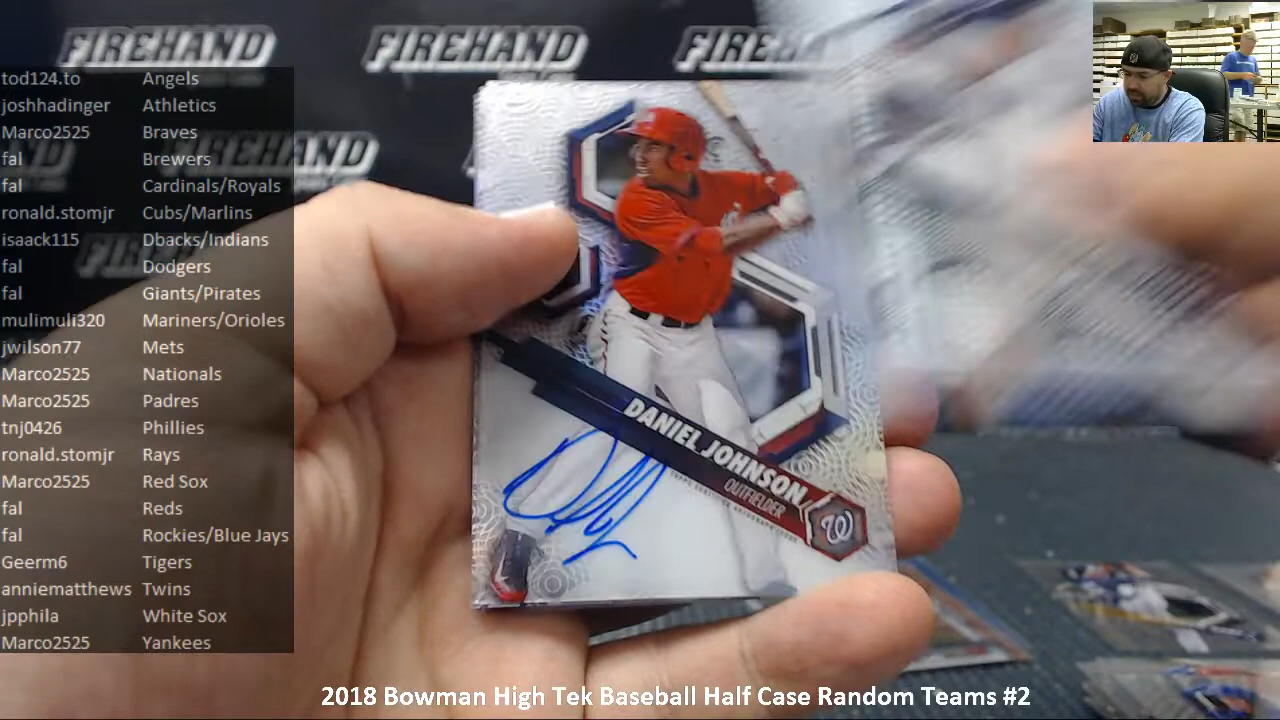 FIREHAND FIREHAND FIREHAND
tod124.to Angels
joshhadinger Athletics
Marco2525 Braves
fal Brewers
fal Cardinals/Royals
ronald.stomjr Cubs/Marlins
isaack115 Dbacks/Indians
fal Dodgers
fal Giants/Pirates
mulimuli320 Mariners/Orioles
jwilson77 Mets
Marco2525 Nationals
Marco2525 Padres
tnj0426 Phillies
ronald.stomjr Rays
Marco2525 Red Sox
fal Reds
fal Rockies/Blue Jays
Geerm6 Tigers
anniematthews Twins
jpphila White Sox
Marco2525 Yankees
FIREHAND
DANIEL JOHNSON
OUTFIELDER
W
2018 Bowman High Tek Baseball Half Case Random Teams #2